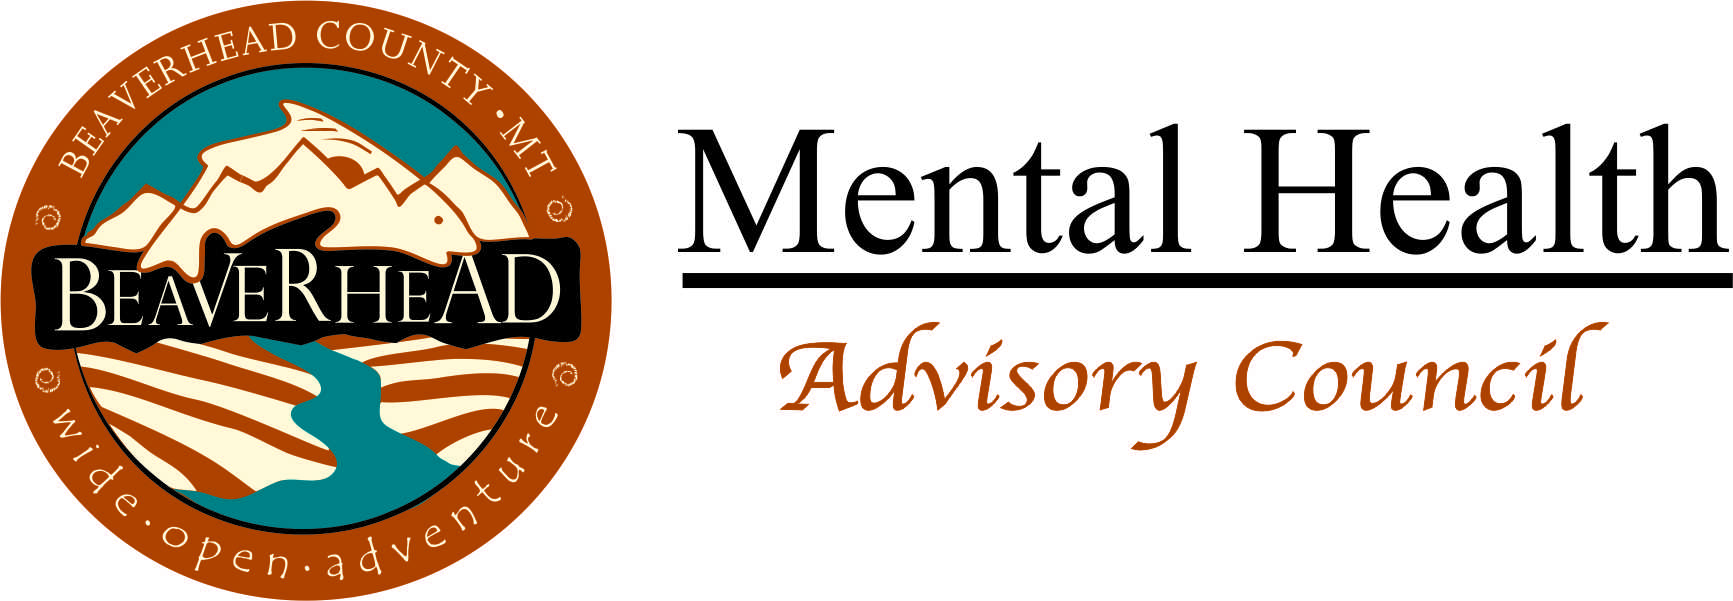 BEAVERHEAD COUNTY • MT
BEAVERHEAD
wide • open • adventure
Mental Health
Advisory Council